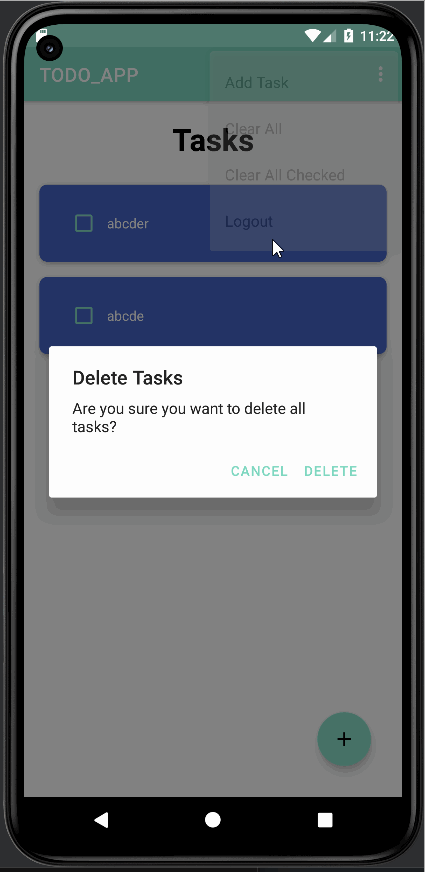 11:22
TODO_APP
Add Task
Tasks
Clear All
Clear All Checked
abcder
Logout
abcde
Delete Tasks
Are you sure you want to delete all
tasks?
CANCEL DELETE